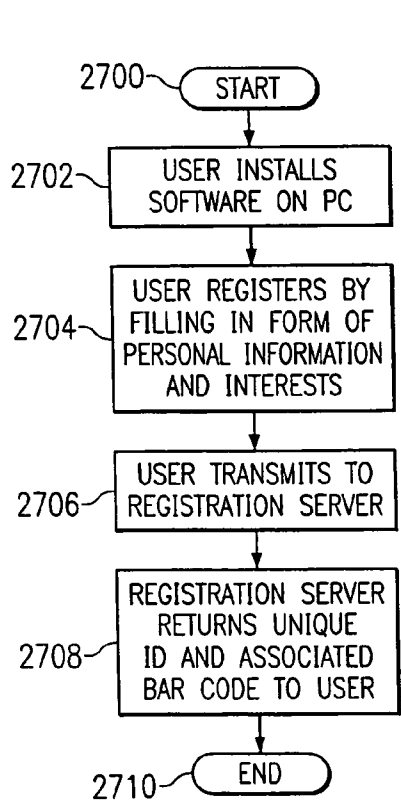 2700
START
2702
USER INSTALLS
SOFTWARE ON PC
2704
USER REGISTERS BY
FILLING IN FORM OF
PERSONAL INFORMATION
AND INTERESTS
2706
USER TRANSMITS TO
REGISTRATION SERVER
2708
REGISTRATION SERVER
RETURNS UNIQUE
ID AND ASSOCIATED
BAR CODE TO USER
2710
END